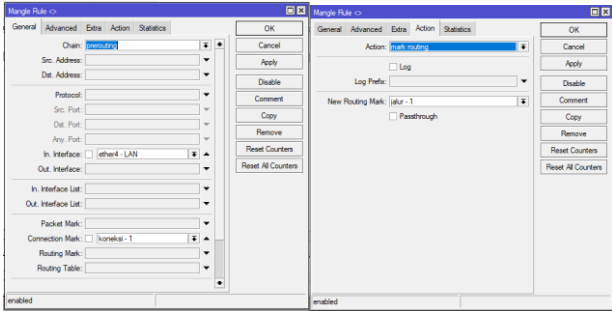 Mangle Rule <>
General Advanced Extra Action Statistics
Chain: prerouting
Src. Address:
Dst. Address:
Protocol:
Src. Port:
Dst. Port:
Any. Port:
In. Interface: ether4 - LAN
Out. Interface:
In. Interface List:
Out. Interface List:
Packet Mark:
Connection Mark: koneksi - 1
Routing Mark:
Routing Table:
OK
Cancel
Apply
Disable
Comment
Copy
Remove
Reset Counters
Reset All Counters
enabled
Mangle Rule <>
General Advanced Extra Action Statistics
Action: mark routing
Log
Log Prefix:
New Routing Mark: jalur - 1
Passthrough
OK
Cancel
Apply
Disable
Comment
Copy
Remove
Reset Counters
Reset All Counters
enabled